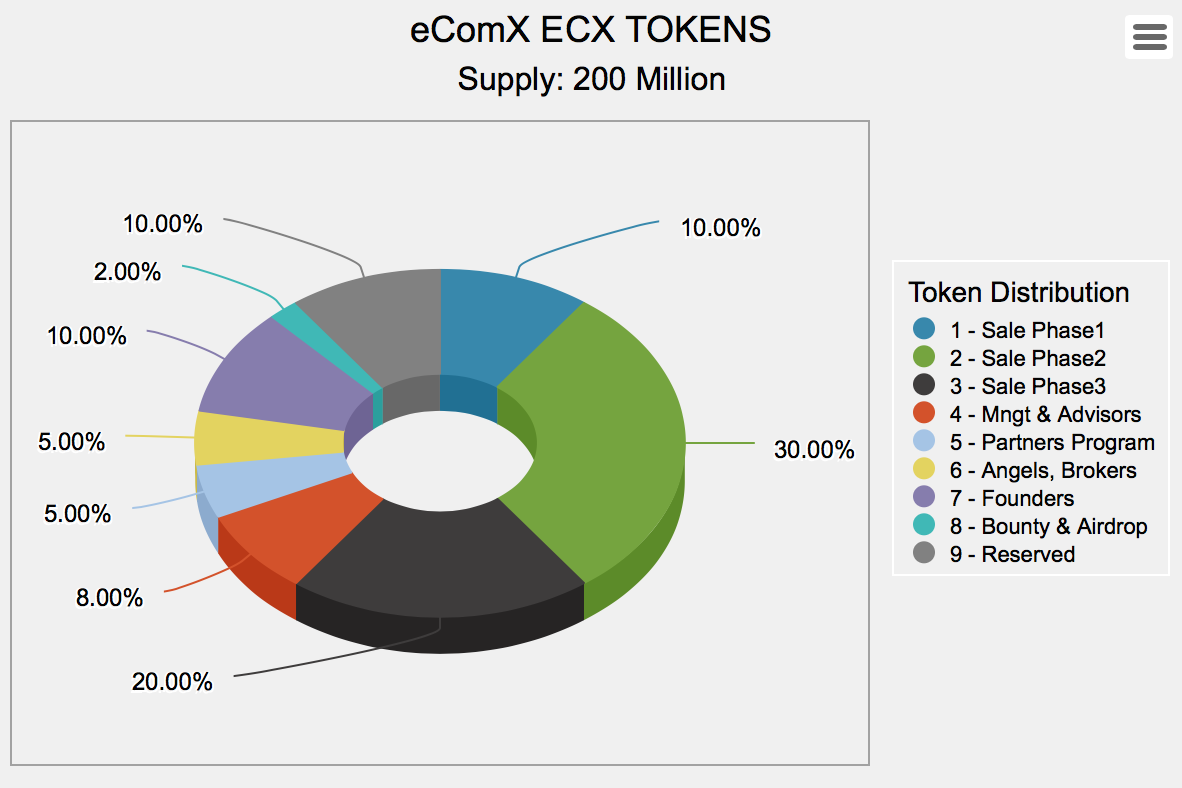 eComX ECX TOKENS
Supply: 200 Million
10.00%
10.00%
2.00%
10.00%
5.00%
30.00%
5.00%
8.00%
20.00%
Token Distribution
1 - Sale Phase1
2 - Sale Phase2
3 - Sale Phase3
4 - Mngt & Advisors
5 - Partners Program
6 - Angels, Brokers
7 - Founders
8 - Bounty & Airdrop
9 - Reserved